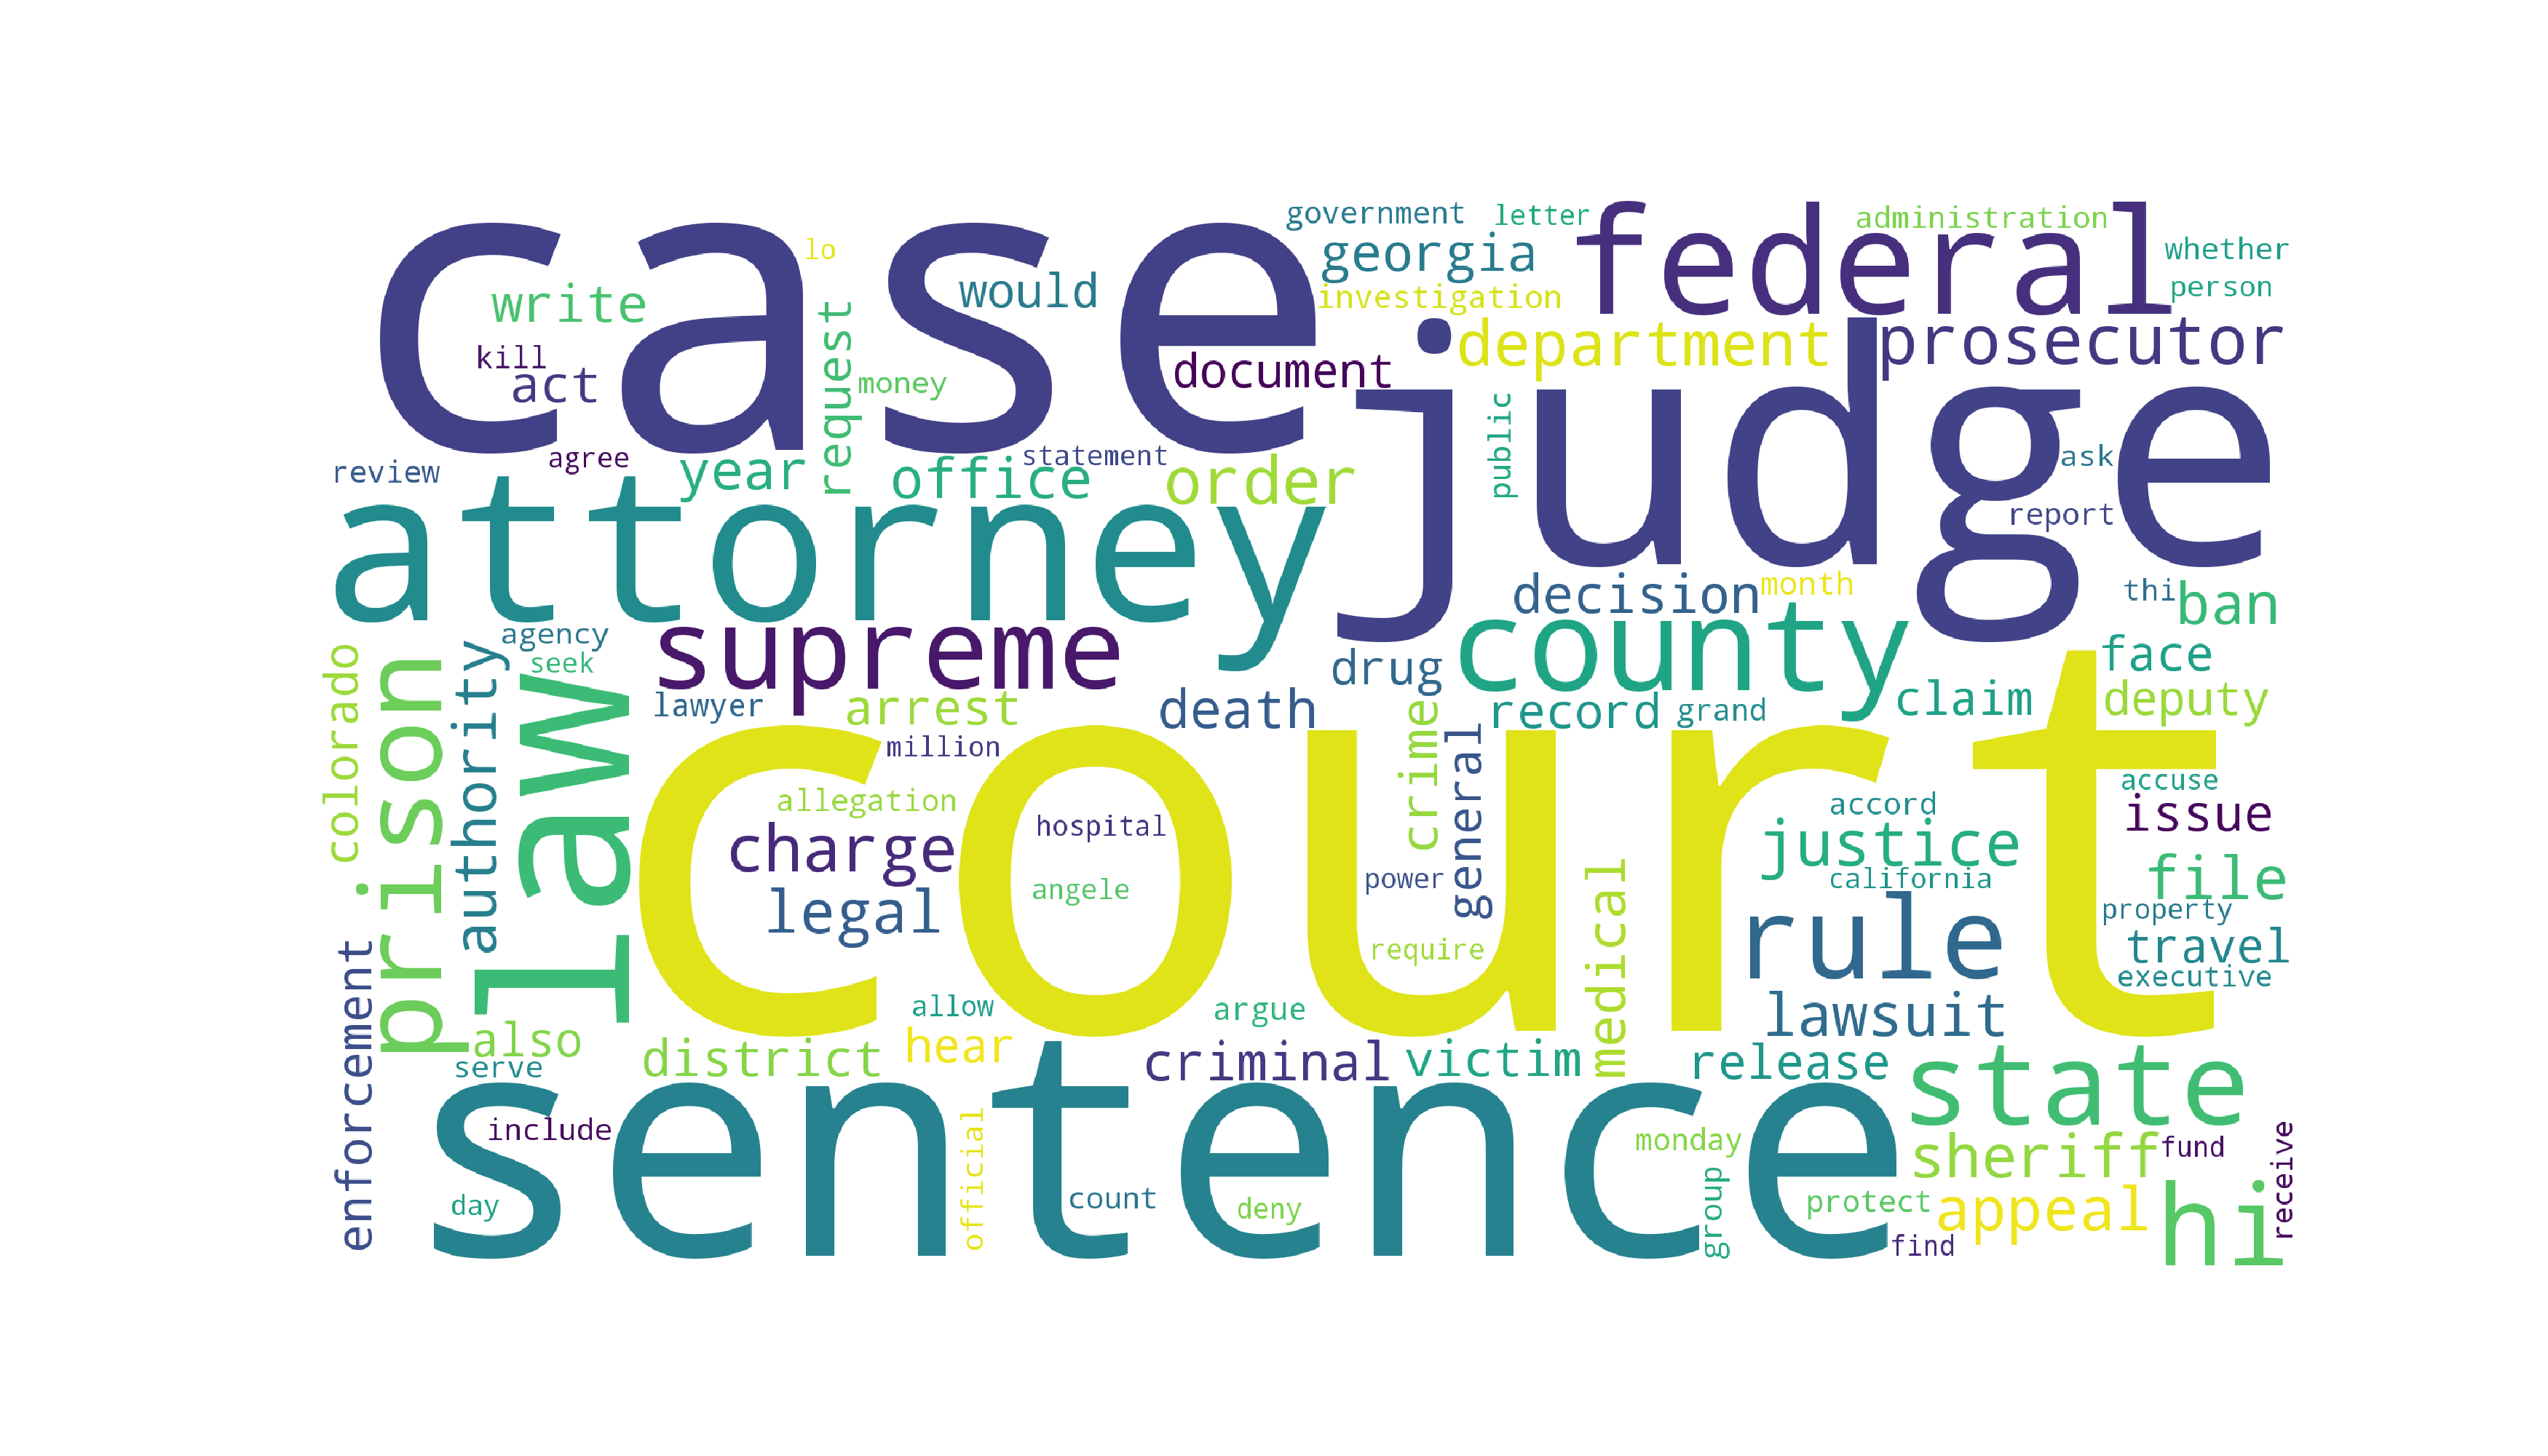 case
judge
court
sentence
attorney
federal
law
supreme
county
prison
rule
state
hi
government
letter
administration
lo
georgia
whether
would
write
investigation
person
request
department
prosecutor
kill
document
act
money
public
review
agree
year
office
statement
order
ask
report
decision
month
thi
ban
colorado
authority
agency
seek
drug
face
lawyer
arrest
death
record
grand
claim
deputy
million
crime
general
accuse
allegation
accord
issue
charge
hospital
justice
legal
angele
power
california
file
medical
property
require
travel
executive
enforcement
allow
argue
lawsuit
also
district
hear
criminal
victim
release
serve
include
official
monday
sheriff
fund
receive
day
count
deny
group
protect
appeal
find